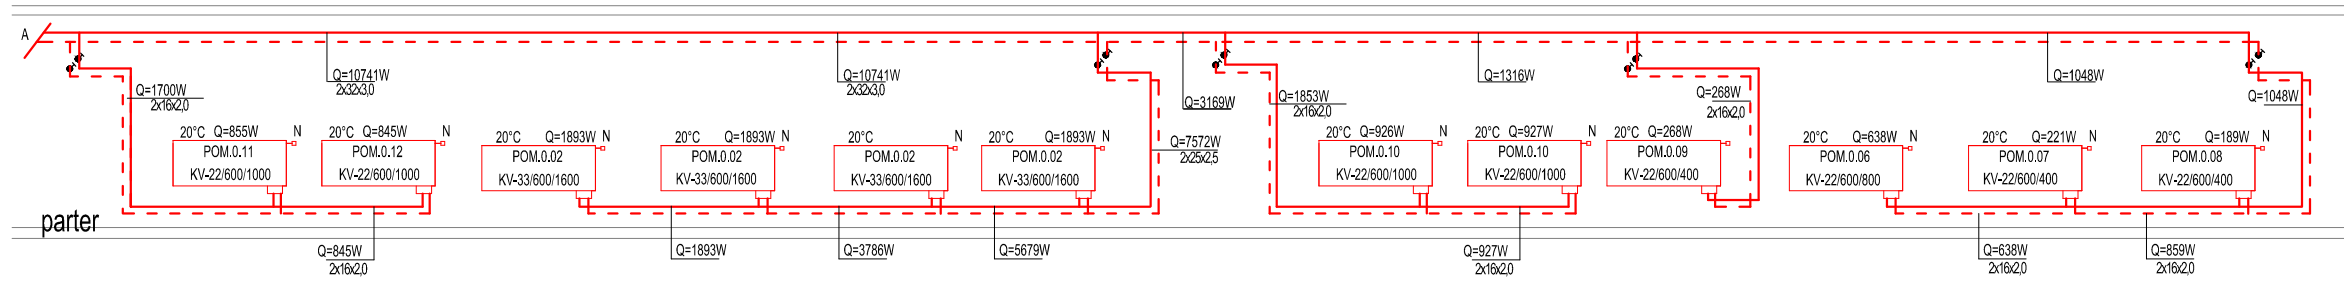 A
Q=10741W
2x32x3,0
Q=10741W
2x32x3,0
Q=3169W
Q=1316W
Q=1048W
Q=1700W
2x16x2,0
Q=7572W
2x25x2,5
Q=1853W
2x16x2,0
Q=268W
2x16x2,0
Q=1048W
20°C Q=855W N
POM.0.11
KV-22/600/1000
20°C Q=845W N
POM.0.12
KV-22/600/1000
20°C Q=1893W N
POM.0.02
KV-33/600/1600
20°C Q=1893W N
POM.0.02
KV-33/600/1600
20°C Q=1893W N
POM.0.02
KV-33/600/1600
20°C Q=1893W N
POM.0.02
KV-33/600/1600
20°C Q=926W N
POM.0.10
KV-22/600/1000
20°C Q=927W N
POM.0.10
KV-22/600/1000
20°C Q=268W N
POM.0.09
KV-22/600/400
20°C Q=638W N
POM.0.06
KV-22/600/800
20°C Q=221W N
POM.0.07
KV-22/600/400
20°C Q=189W N
POM.0.08
KV-22/600/400
parter
Q=845W
2x16x2,0
Q=1893W
Q=3786W
Q=5679W
Q=927W
2x16x2,0
Q=638W
2x16x2,0
Q=859W
2x16x2,0